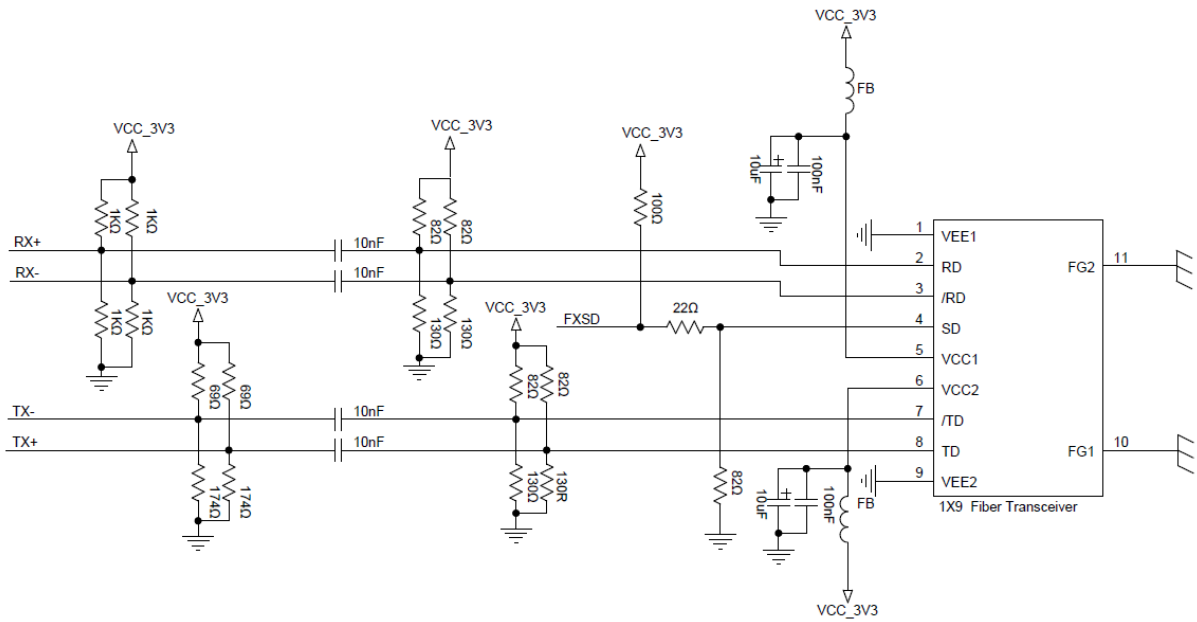 VCC_3V3
FB
VCC_3V3
VCC_3V3
VCC_3V3
10uF
+
100nF
1KΩ
1KΩ
82Ω
82Ω
100Ω
1
VEE1
RX+
10nF
2
RD
FG2
11
RX-
10nF
3
/RD
VCC_3V3
VCC_3V3
1KΩ
1KΩ
130Ω
130Ω
FXSD
22Ω
4
SD
5
VCC1
69Ω
69Ω
82Ω
82Ω
6
VCC2
TX-
10nF
7
/TD
TX+
10nF
8
TD
FG1
10
174Ω
174Ω
130Ω
130R
82Ω
10uF
+
100nF
FB
9
VEE2
1X9 Fiber Transceiver
VCC_3V3